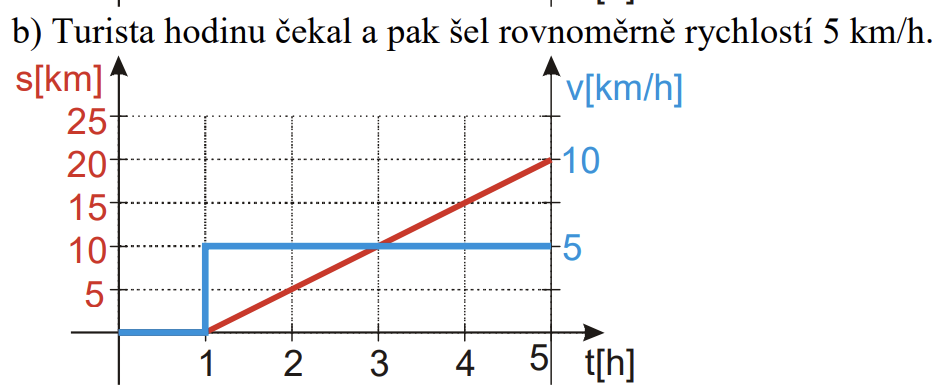 b) Turista hodinu čekal a pak šel rovnoměrně rychlostí 5 km/h.
s[km]
v[km/h]
25
20
10
15
10
5
5
1 2 3 4 5 t[h]